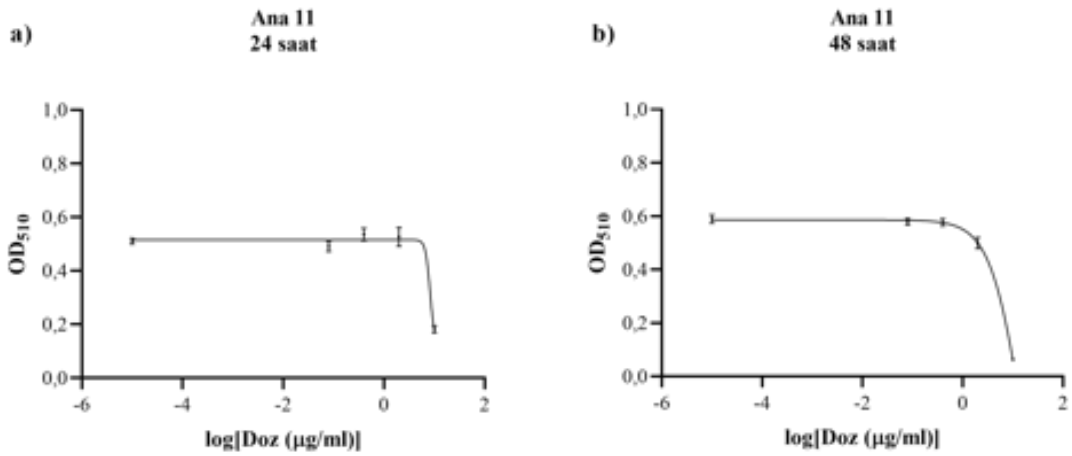 a)
Ana 11
24 saat
1,0
0,8
0,6
0,4
0,2
0,0
OD510
-6
-4
-2
0
2
log[Doz (µg/ml)]
b)
Ana 11
48 saat
1,0
0,8
0,6
0,4
0,2
0,0
OD510
-6
-4
-2
0
2
log[Doz (µg/ml)]